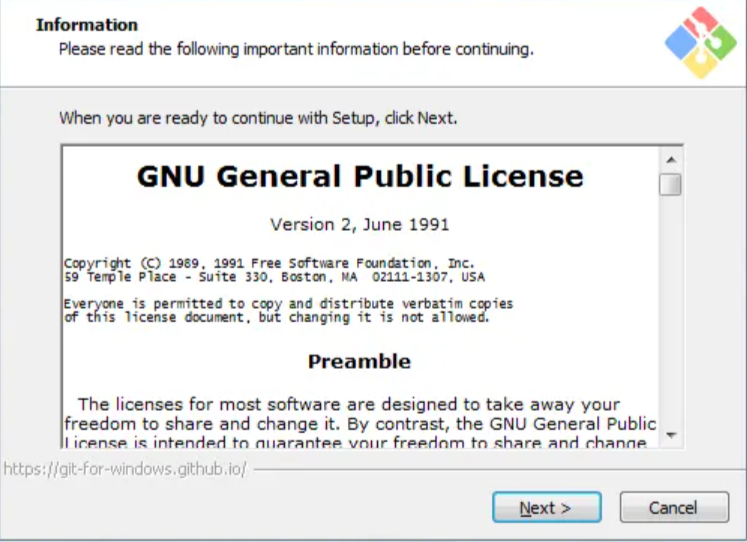 Information
Please read the following important information before continuing.
When you are ready to continue with Setup, click Next.
GNU General Public License
Version 2, June 1991
Copyright (C) 1989, 1991 Free Software Foundation, Inc.
59 Temple Place - Suite 330, Boston, MA  02111-1307, USA
Everyone is permitted to copy and distribute verbatim copies
of this license document, but changing it is not allowed.
Preamble
The licenses for most software are designed to take away your
freedom to share and change it. By contrast, the GNU General Public
License is intended to guarantee your freedom to share and change
https://git-for-windows.github.io/
Next >
Cancel